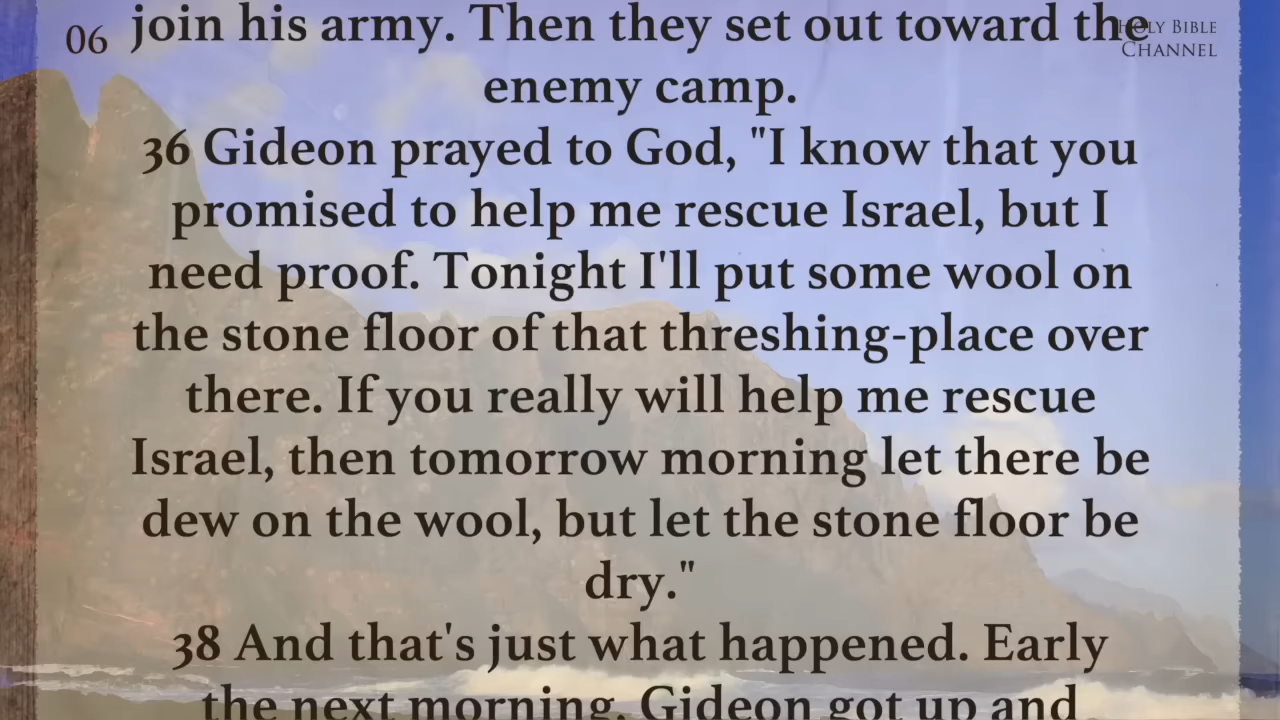 06
join his army. Then they set out toward the
HOLY BIBLE
CHANNEL
enemy camp.
36 Gideon prayed to God, "I know that you
promised to help me rescue Israel, but I
need proof. Tonight I'll put some wool on
the stone floor of that threshing-place over
there. If you really will help me rescue
Israel, then tomorrow morning let there be
dew on the wool, but let the stone floor be
dry."
38 And that's just what happened. Early
the next morning, Gideon got up and